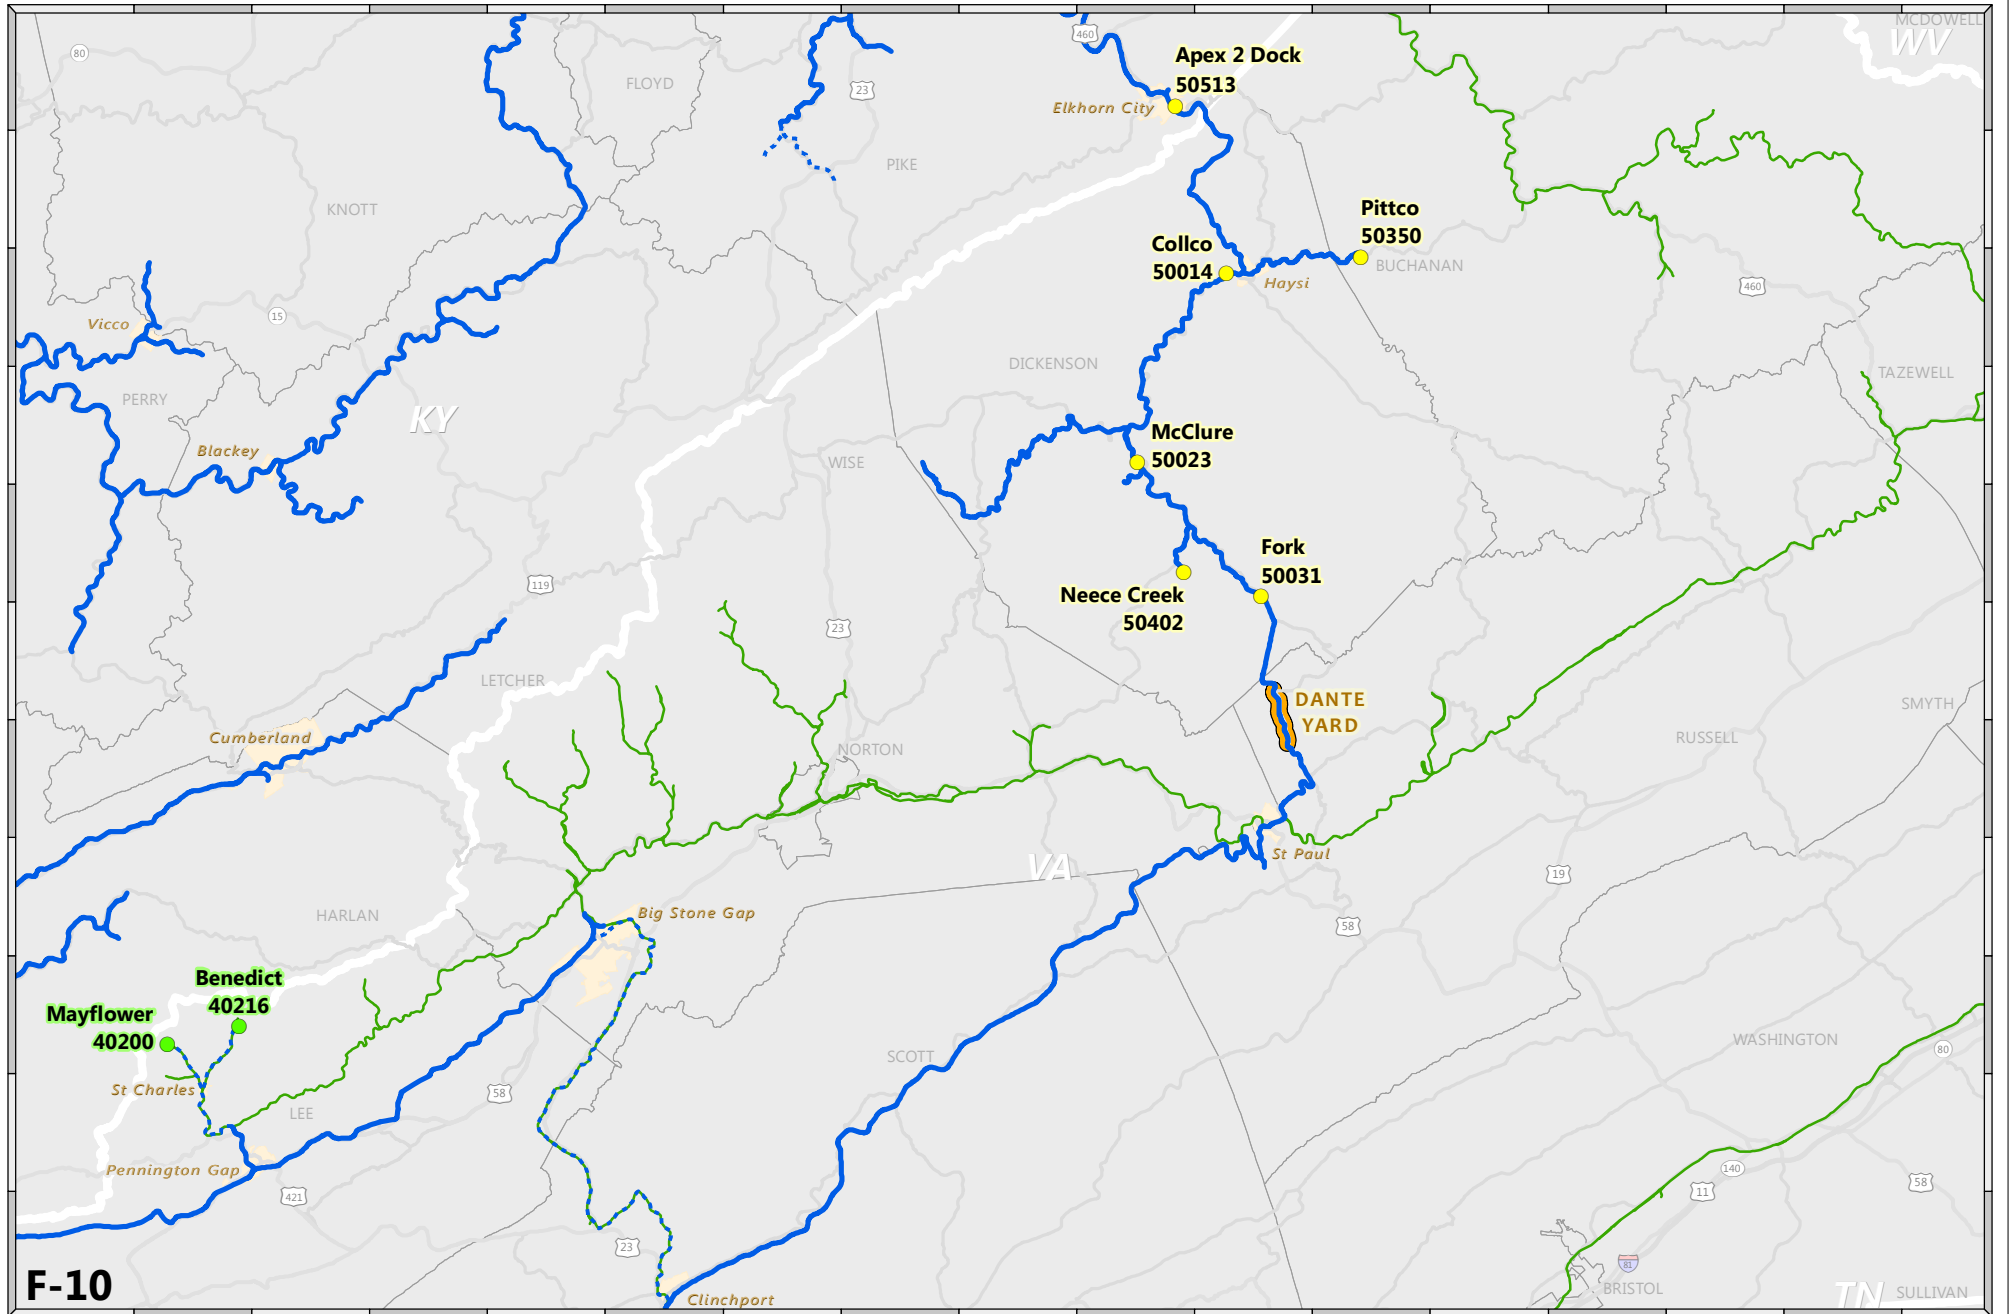 MCDOWELL
WV
80
460
Apex 2 Dock
50513
FLOYD
23
Elkhorn City
PIKE
KNOTT
Pittco
50350
Collco
50014
BUCHANAN
Haysi
460
15
Vicco
DICKENSON
TAZEWELL
PERRY
KY
McClure
50023
Blackey
WISE
Fork
50031
119
Neece Creek
50402
23
LETCHER
DANTE
YARD
SMYTH
Cumberland
NORTON
RUSSELL
St Paul
VA
19
Big Stone Gap
HARLAN
58
Benedict
40216
Mayflower
40200
WASHINGTON
80
SCOTT
St Charles
58
LEE
Pennington Gap
140
421
11
58
23
81
F-10
Clinchport
BRISTOL
TN
SULLIVAN